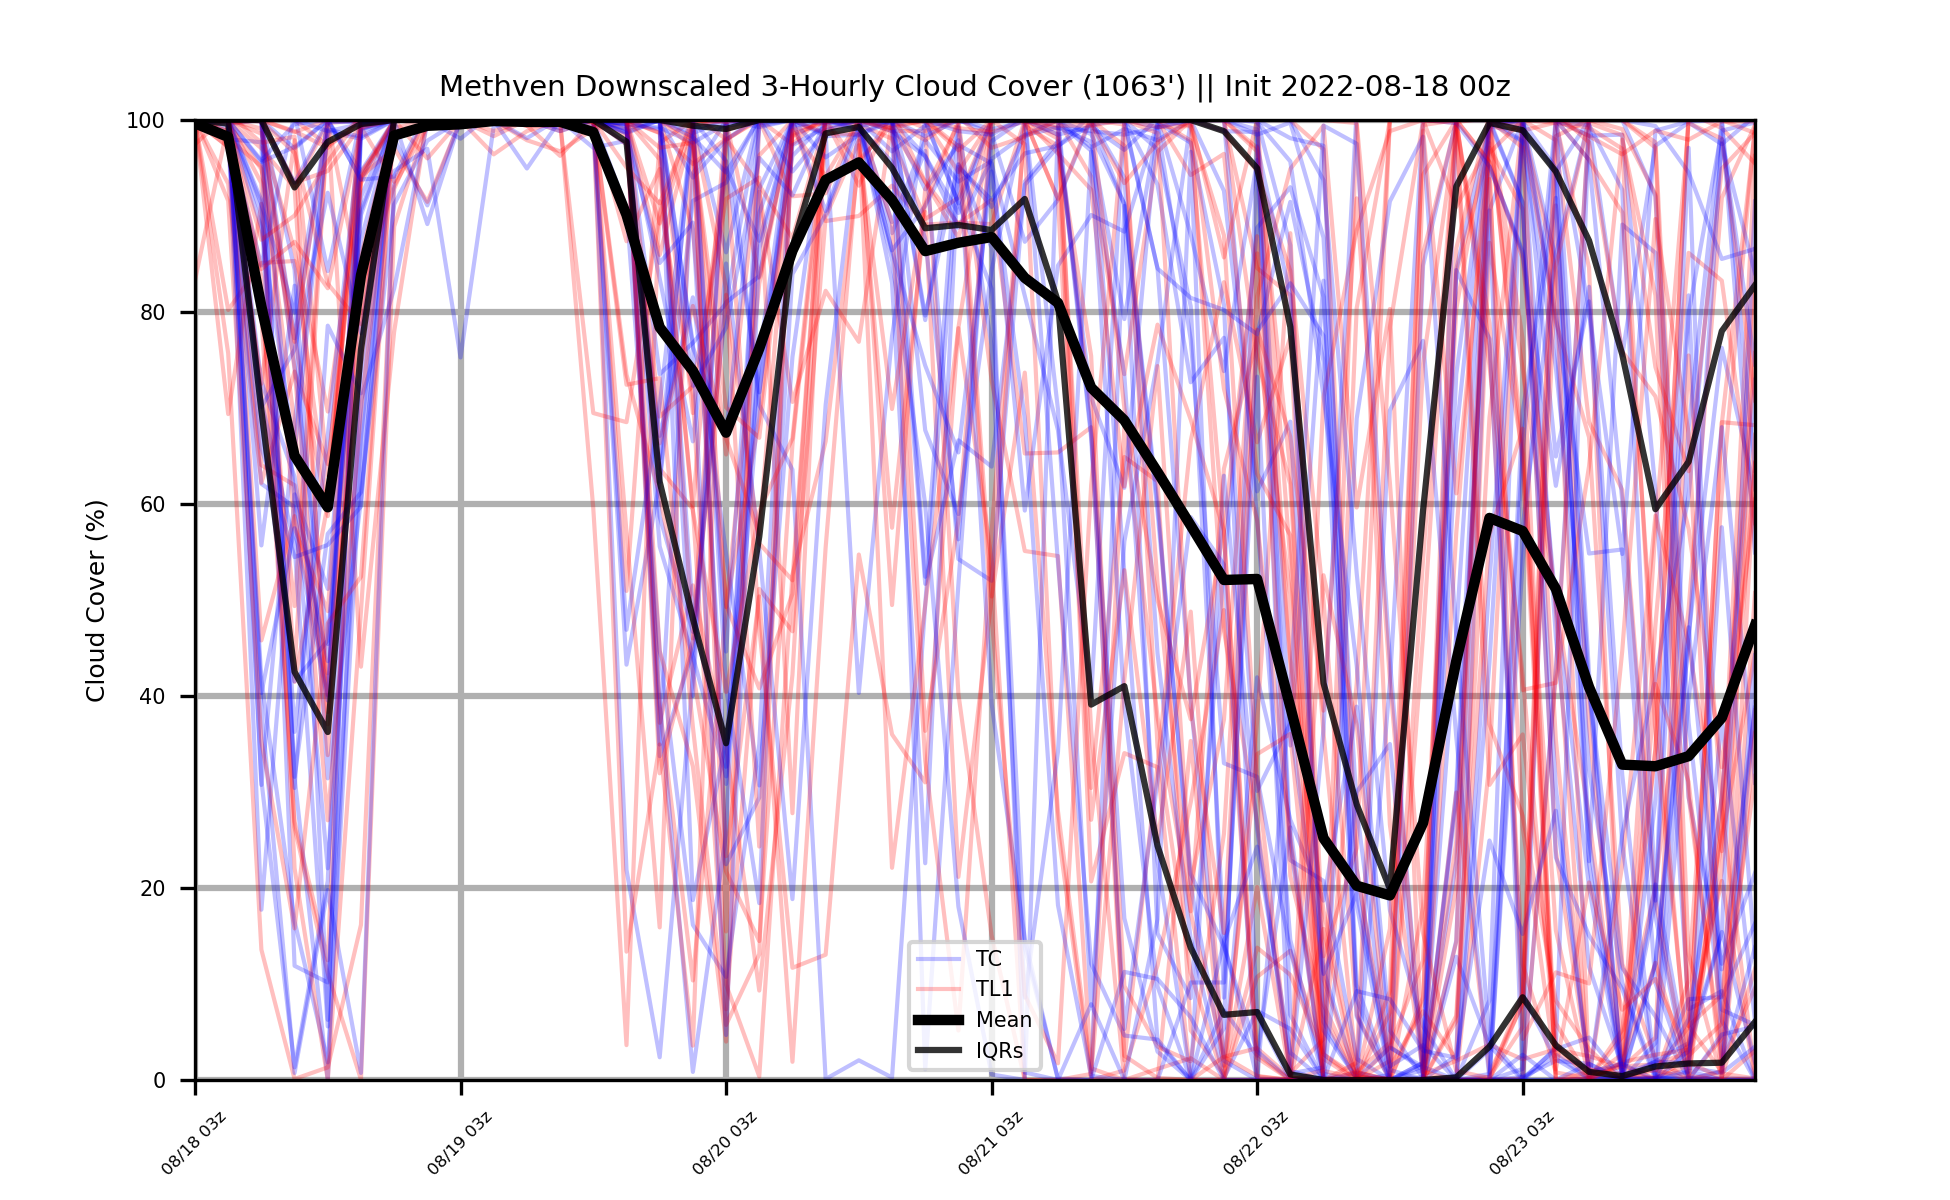 Methven Downscaled 3-Hourly Cloud Cover (1063') || Init 2022-08-18 00z
Cloud Cover (%)
100
80
60
40
20
0
TC
TL1
Mean
IQRs
08/18 03z
08/19 03z
08/20 03z
08/21 03z
08/22 03z
08/23 03z